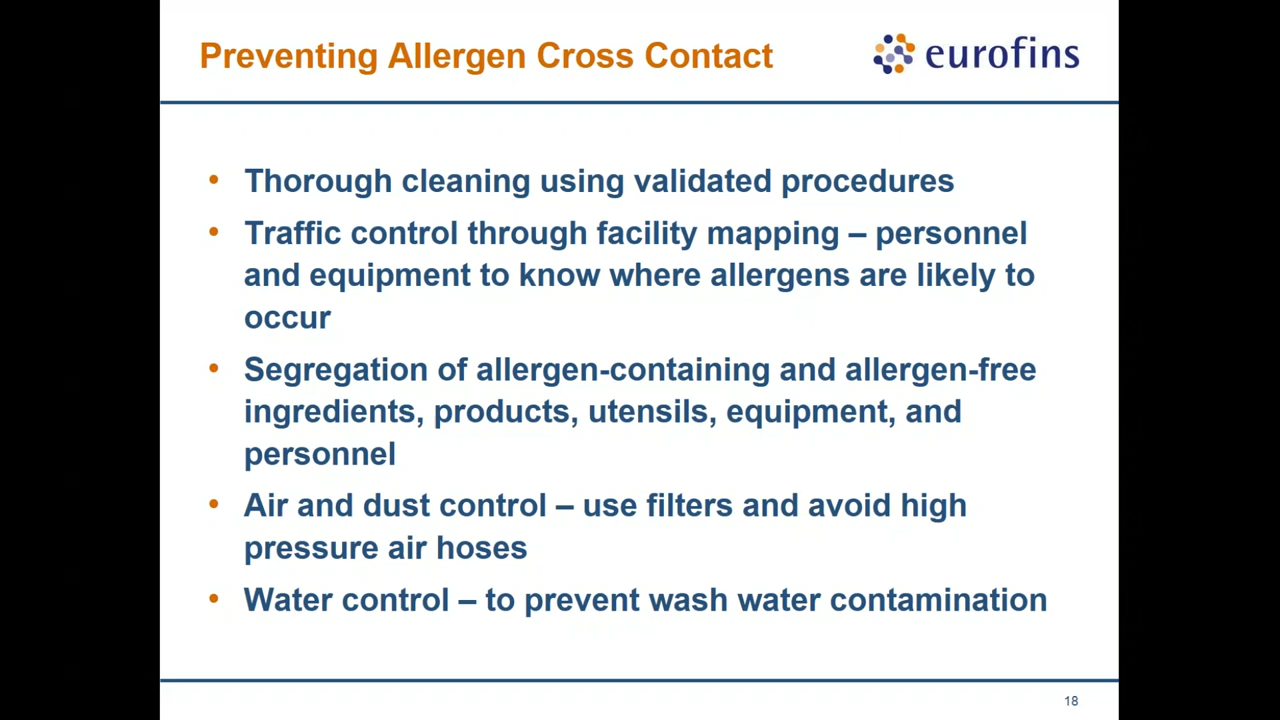 Preventing Allergen Cross Contact
eurofins
• Thorough cleaning using validated procedures
• Traffic control through facility mapping – personnel
and equipment to know where allergens are likely to
occur
• Segregation of allergen-containing and allergen-free
ingredients, products, utensils, equipment, and
personnel
• Air and dust control – use filters and avoid high
pressure air hoses
• Water control – to prevent wash water contamination
18